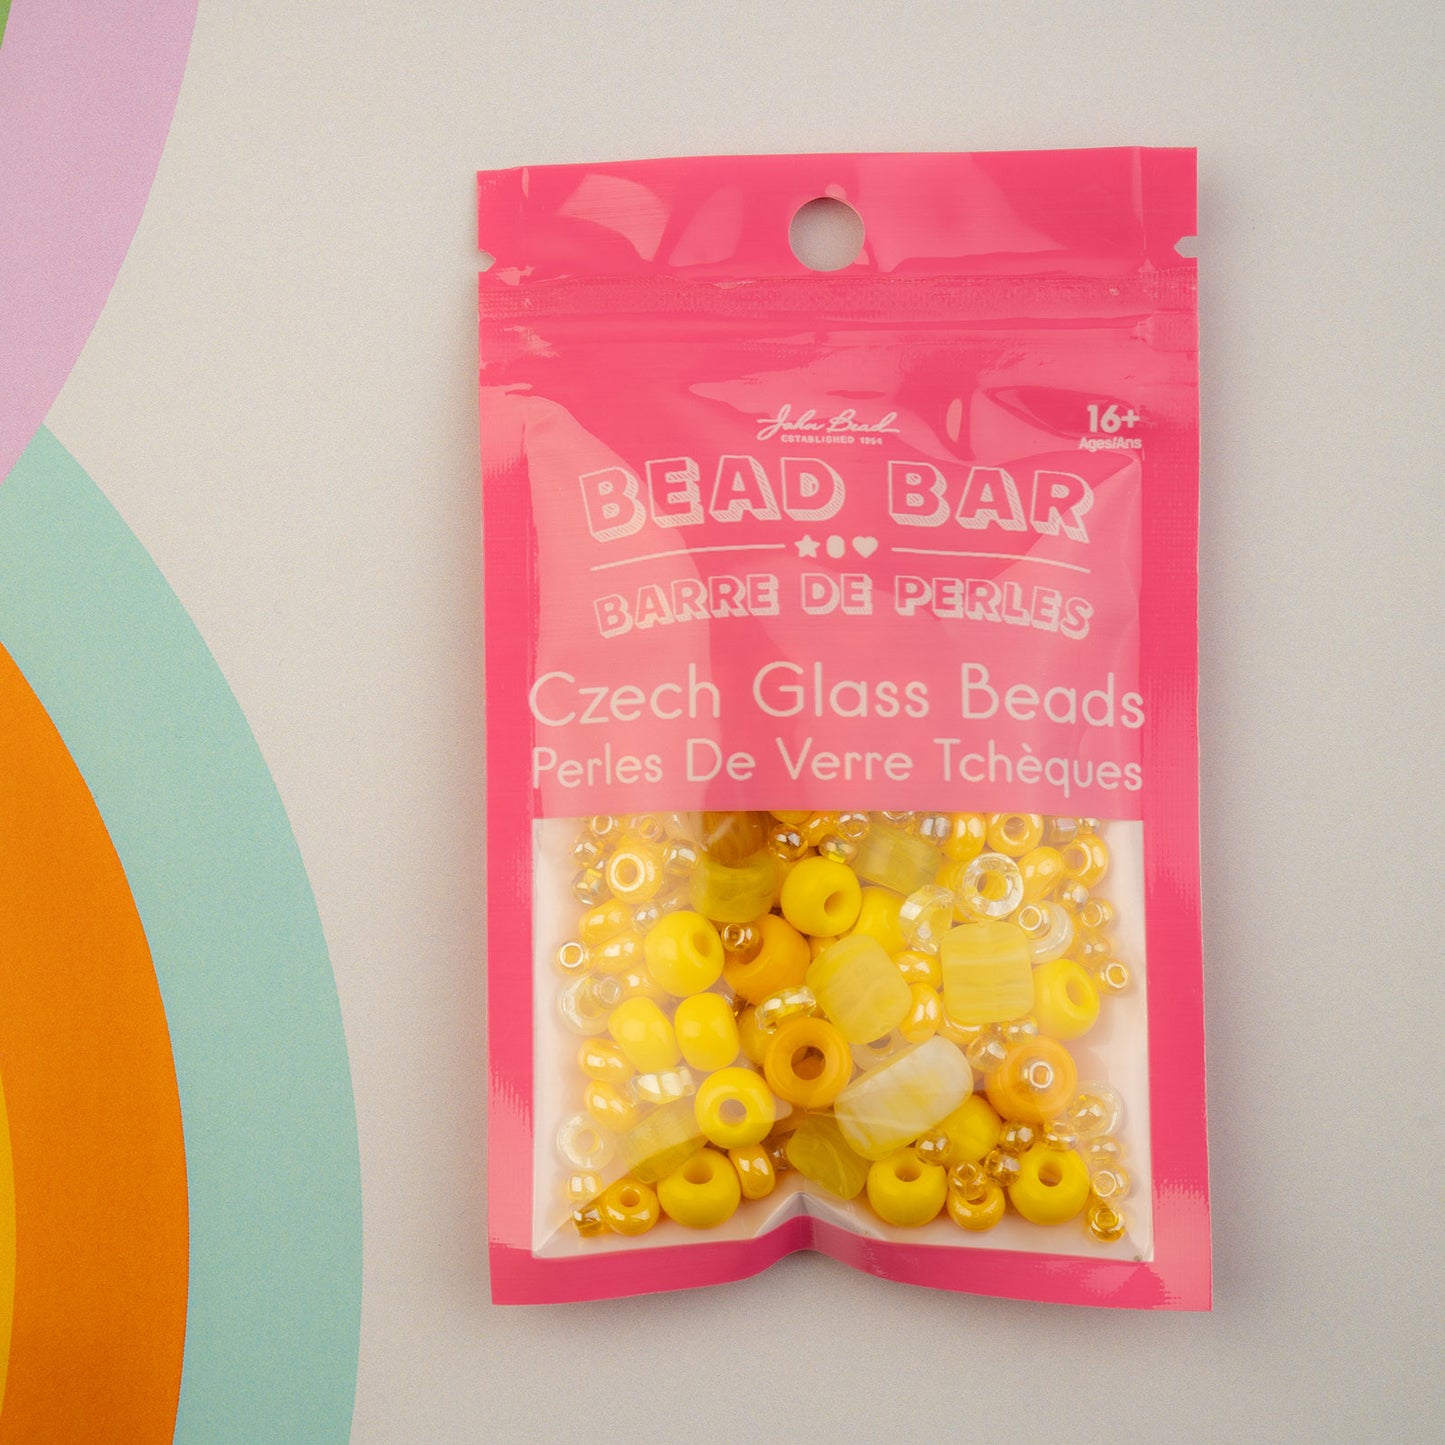 John Bead
ESTABLISHED 1954
16+
Ages/Ans
BEAD BAR
BARRE DE PERLES
Czech Glass Beads
Perles De Verre Tchèques